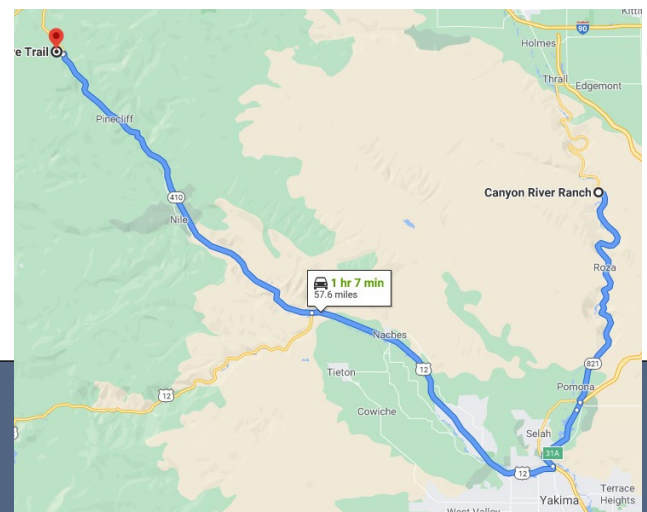 Kittit
90
Holmes
ve Trail
Thrall
Edgemont
Pinecliff
410
Canyon River Ranch
Nile
Roza
1 hr 7 min
57.6 miles
Naches
12
821
Tieton
Pomona
12
Cowiche
Selah
31A
12
Yakima
Terrace
Heights
West Valley